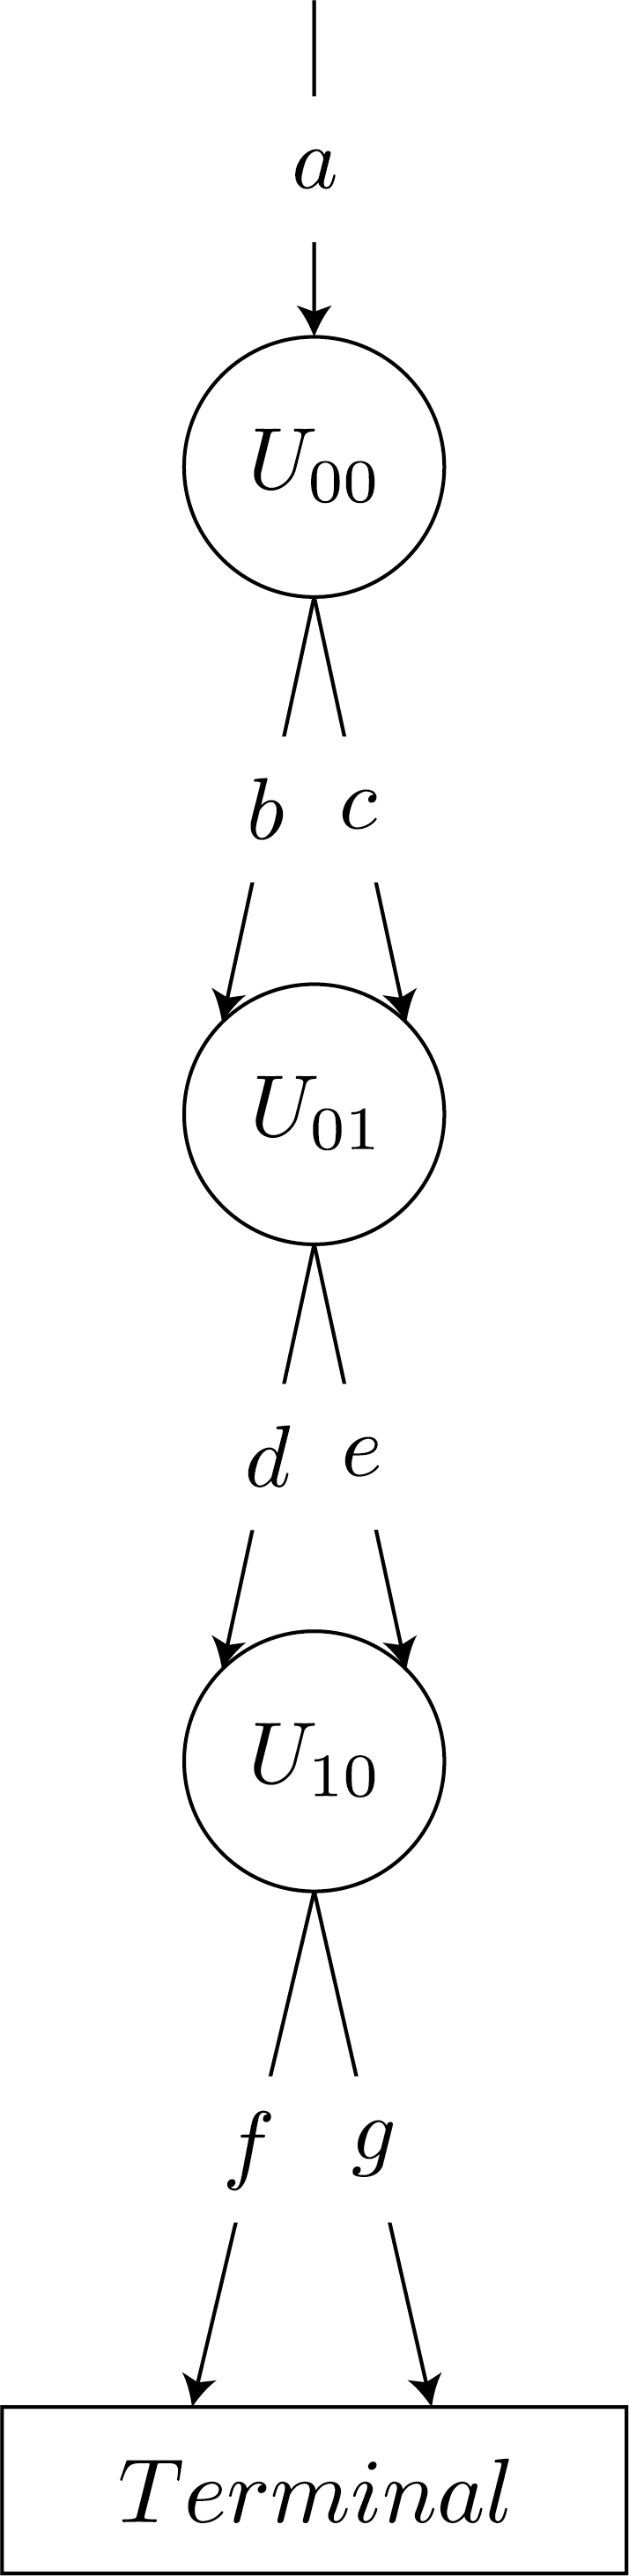 a
U₀₀
b c
U₀₁
d e
U₁₀
f g
Terminal